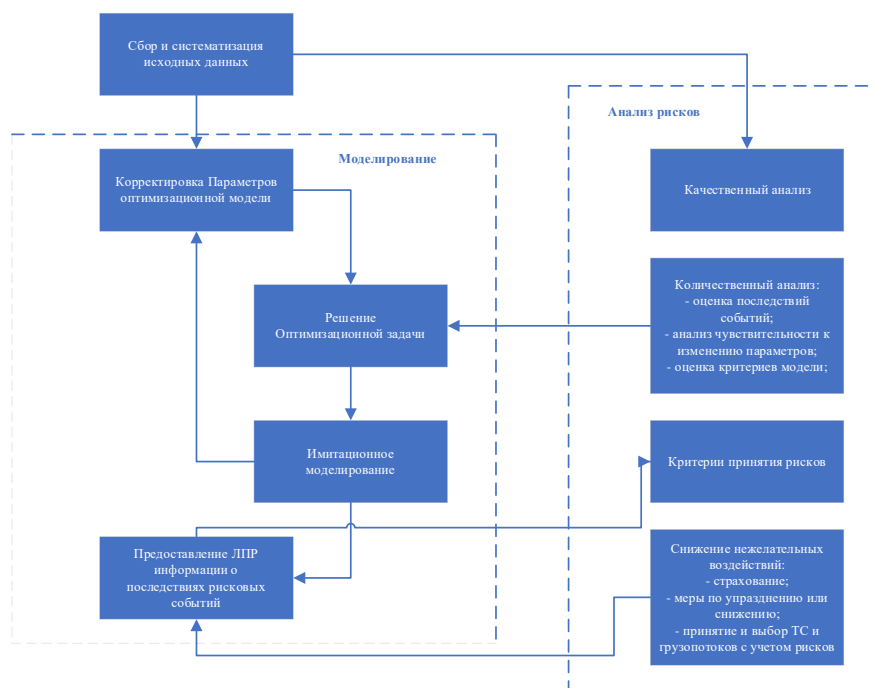 Сбор и систематизация
исходных данных
Анализ рисков
Моделирование
Корректировка Параметров
оптимизационной модели
Качественный анализ
Решение
Оптимизационной задачи
Количественный анализ:
- оценка последствий
событий;
- анализ чувствительности к
изменению параметров;
- оценка критериев модели;
Имитационное
моделирование
Критерии принятия рисков
Предоставление ЛПР
информации о
последствиях рисковых
событий
Снижение нежелательных
воздействий:
- страхование;
- меры по упразднению или
снижению;
- принятие и выбор ТС и
грузопотоков с учетом рисков